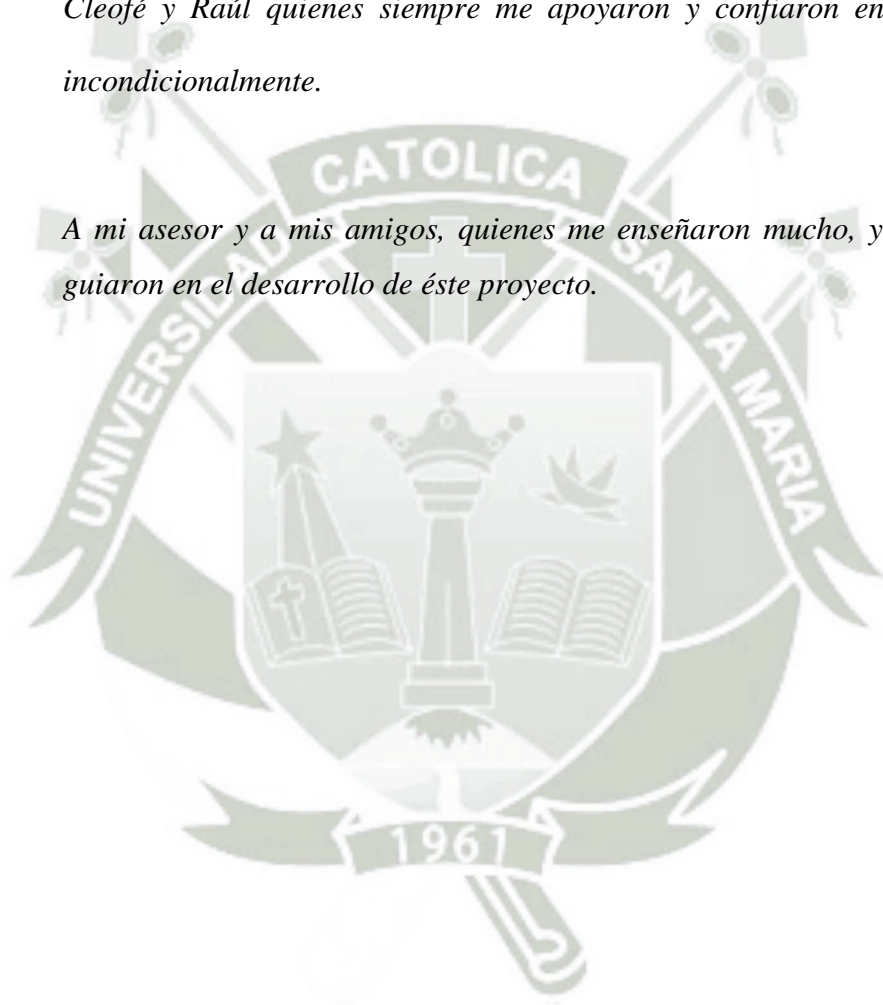 Cleofé y Raúl quienes siempre me apoyaron y confiaron en
incondicionalmente.
CATOLICA
A mi asesor y a mis amigos, quienes me enseñaron mucho, y
guiaron en el desarrollo de éste proyecto.
UNIVERSIDAD
SANTA MARIA
1961